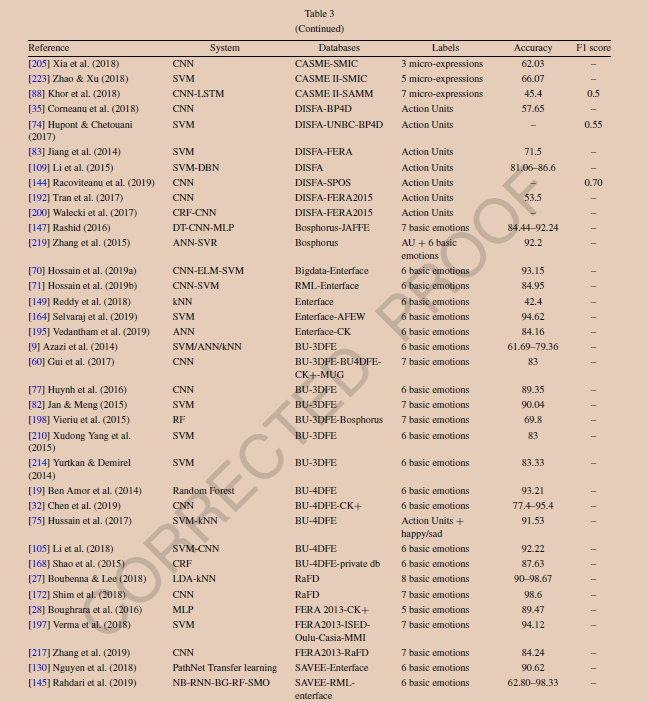 Table 3
(Continued)
Reference System Databases Labels Accuracy F1 score
[205] Xia et al. (2018) CNN CASME-SMIC 3 micro-expressions 62.03 –
[223] Zhao & Xu (2018) SVM CASME II-SMIC 5 micro-expressions 66.07 –
[88] Khor et al. (2018) CNN-LSTM CASME II-SAMM 7 micro-expressions 45.4 0.5
[35] Corneanu et al. (2018) CNN DISFA-BP4D Action Units 57.65 –
[74] Hupont & Chetouani SVM DISFA-UNBC-BP4D Action Units – 0.55
(2017)
[83] Jiang et al. (2014) SVM DISFA-FERA Action Units 71.5 –
[109] Li et al. (2015) SVM-DBN DISFA Action Units 81.06–86.6 –
[144] Racoviteanu et al. (2019) CNN DISFA-SPOS Action Units – 0.70
[192] Tran et al. (2017) CNN DISFA-FERA2015 Action Units 53.5 –
[200] Walecki et al. (2017) CRF-CNN DISFA-FERA2015 Action Units – –
[147] Rashid (2016) DT-CNN-MLP Bosphorus-JAFFE 7 basic emotions 84.44–92.24 –
[219] Zhang et al. (2015) ANN-SVR Bosphorus AU + 6 basic 92.2 –
emotions
[70] Hossain et al. (2019a) CNN-ELM-SVM Bigdata-Enterface 6 basic emotions 93.15 –
[71] Hossain et al. (2019b) CNN-SVM RML-Enterface 6 basic emotions 84.95 –
[149] Reddy et al. (2018) kNN Enterface 6 basic emotions 42.4 –
[164] Selvaraj et al. (2019) SVM Enterface-AFEW 6 basic emotions 94.62 –
[195] Vedantham et al. (2019) ANN Enterface-CK 6 basic emotions 84.16 –
[9] Azazi et al. (2014) SVM/ANN/kNN BU-3DFE 6 basic emotions 61.69–79.36 –
[60] Gui et al. (2017) CNN BU-3DFE-BU4DFE- 7 basic emotions 83 –
CK+-MUG
[77] Huynh et al. (2016) CNN BU-3DFE 6 basic emotions 89.35 –
[82] Jan & Meng (2015) SVM BU-3DFE 7 basic emotions 90.04 –
[198] Vieriu et al. (2015) RF BU-3DFE-Bosphorus 7 basic emotions 69.8 –
[210] Xudong Yang et al. SVM BU-3DFE 6 basic emotions 83 –
(2015)
[214] Yurtkan & Demirel SVM BU-3DFE 6 basic emotions 83.33 –
(2014)
[19] Ben Amor et al. (2014) Random Forest BU-4DFE 6 basic emotions 93.21 –
[32] Chen et al. (2019) CNN BU-4DFE-CK+ 6 basic emotions 77.4–95.4 –
[75] Hussain et al. (2017) SVM-kNN BU-4DFE Action Units + 91.53 –
happy/sad
[105] Li et al. (2018) SVM-CNN BU-4DFE 6 basic emotions 92.22 –
[168] Shao et al. (2015) CRF BU-4DFE-private db 6 basic emotions 87.63 –
[27] Boubenna & Lee (2018) LDA-kNN RaFD 8 basic emotions 90–98.67 –
[172] Shim et al. (2018) CNN RaFD 7 basic emotions 98.6 –
[28] Boughrara et al. (2016) MLP FERA 2013-CK+ 5 basic emotions 89.47 –
[197] Verma et al. (2018) SVM FERA2013-ISED- 7 basic emotions 94.12 –
Oulu-Casia-MMI
[217] Zhang et al. (2019) CNN FERA2013-RaFD 7 basic emotions 84.24 –
[130] Nguyen et al. (2018) PathNet Transfer learning SAVEE-Enterface 6 basic emotions 90.62 –
[145] Rahdari et al. (2019) NB-RNN-BG-RF-SMO SAVEE-RML- 6 basic emotions 62.80–98.33 –
enterface
CORRECTED PROOF